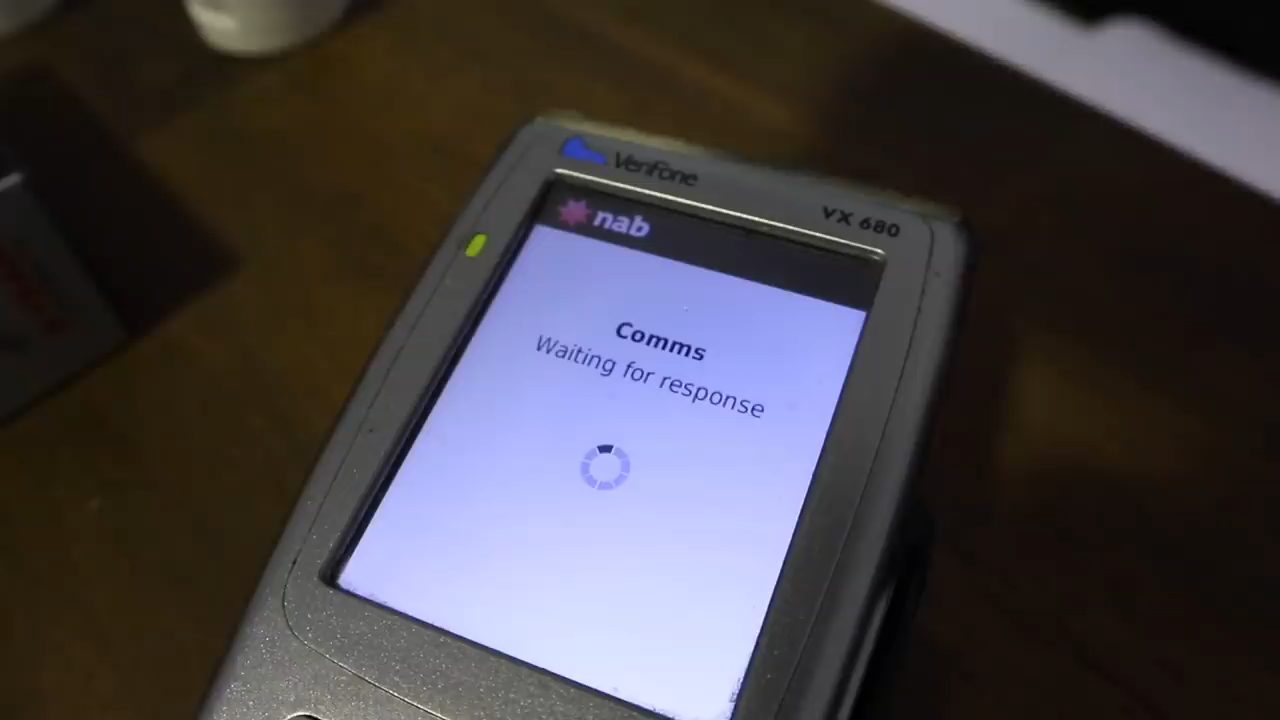 VeriFone
VX 680
nab
Comms
Waiting for response